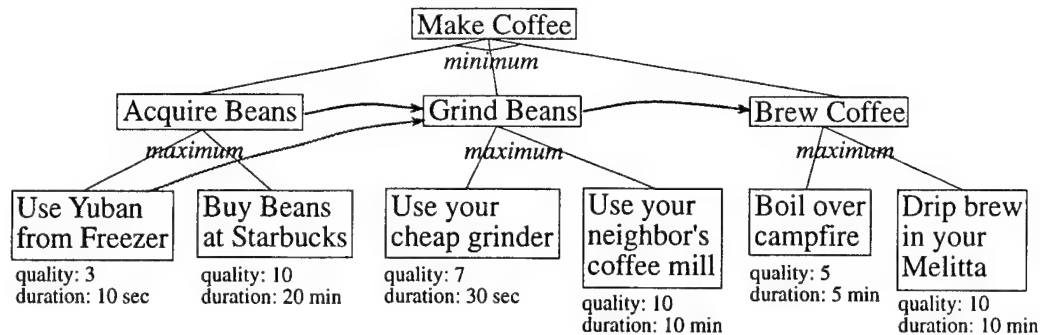 Make Coffee
minimum
Acquire Beans
Grind Beans
Brew Coffee
maximum
maximum
maximum
Use Yuban
from Freezer
quality: 3
duration: 10 sec
Buy Beans
at Starbucks
quality: 10
duration: 20 min
Use your
cheap grinder
quality: 7
duration: 30 sec
Use your
neighbor's
coffee mill
quality: 10
duration: 10 min
Boil over
campfire
quality: 5
duration: 5 min
Drip brew
in your
Melitta
quality: 10
duration: 10 min